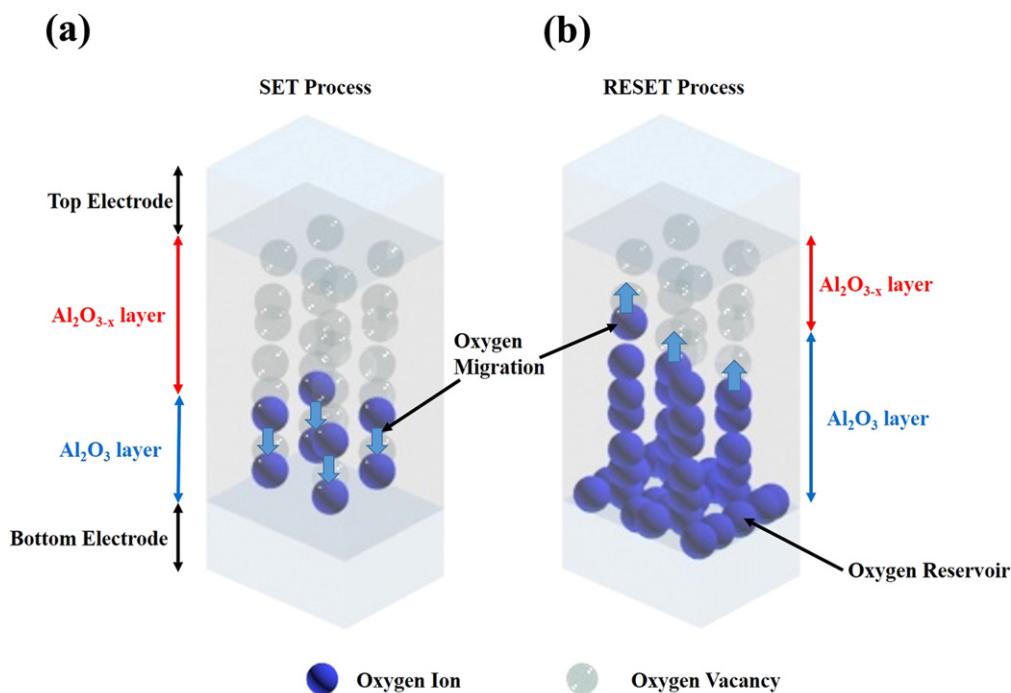 (a)
(b)
SET Process
RESET Process
Top Electrode
Al₂O₃₋ₓ layer
Al₂O₃ layer
Bottom Electrode
Oxygen
Migration
Al₂O₃₋ₓ layer
Al₂O₃ layer
Oxygen Reservoir
Oxygen Ion
Oxygen Vacancy